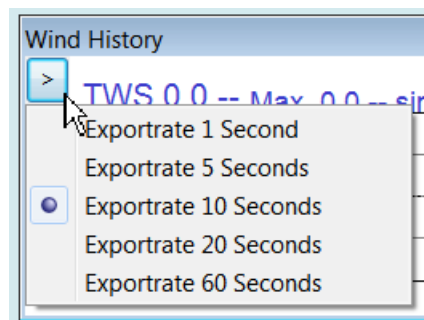 Wind History
>
TWS 0.0 -- Max. 0.0 -- sin
Exportrate 1 Second
Exportrate 5 Seconds
Exportrate 10 Seconds
Exportrate 20 Seconds
Exportrate 60 Seconds